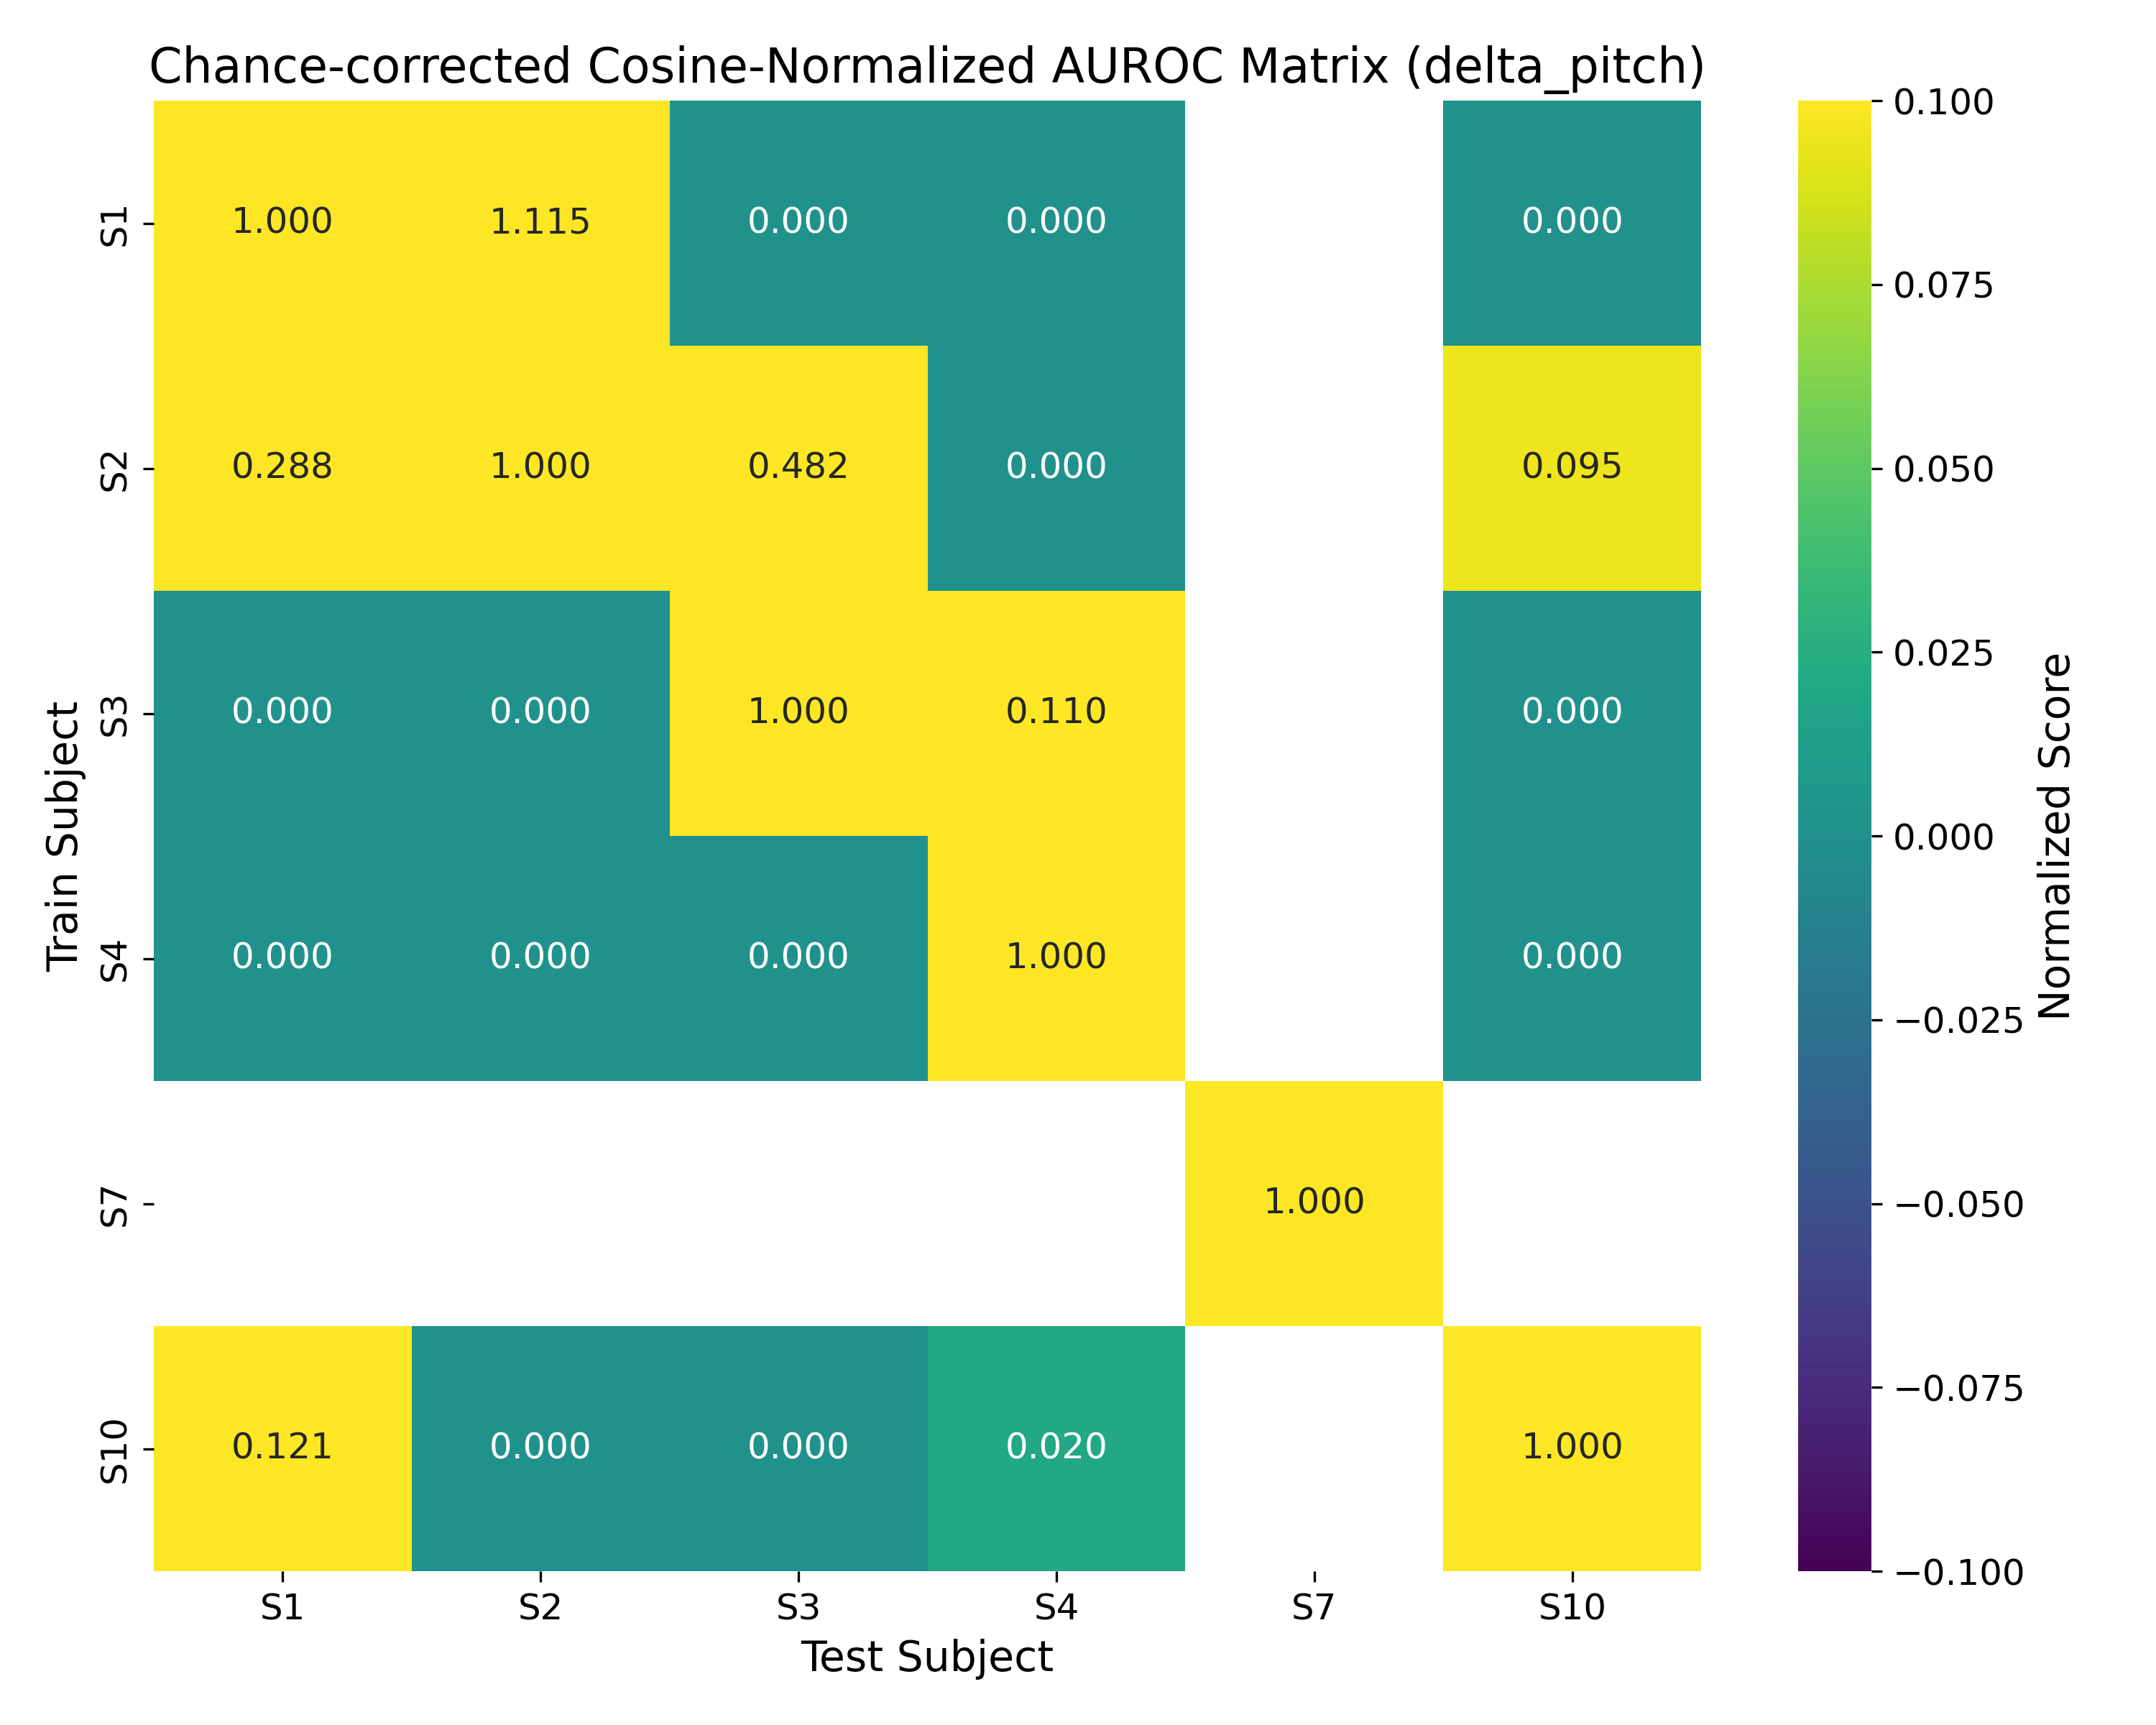 Chance-corrected Cosine-Normalized AUROC Matrix (delta_pitch)
Train Subject
S1 1.000 1.115 0.000 0.000 0.000
S2 0.288 1.000 0.482 0.000 0.095
S3 0.000 0.000 1.000 0.110 0.000
S4 0.000 0.000 0.000 1.000 0.000
S7 1.000
S10 0.121 0.000 0.000 0.020 1.000
S1 S2 S3 S4 S7 S10
Test Subject
0.100
0.075
0.050
0.025
0.000
−0.025
−0.050
−0.075
−0.100
Normalized Score